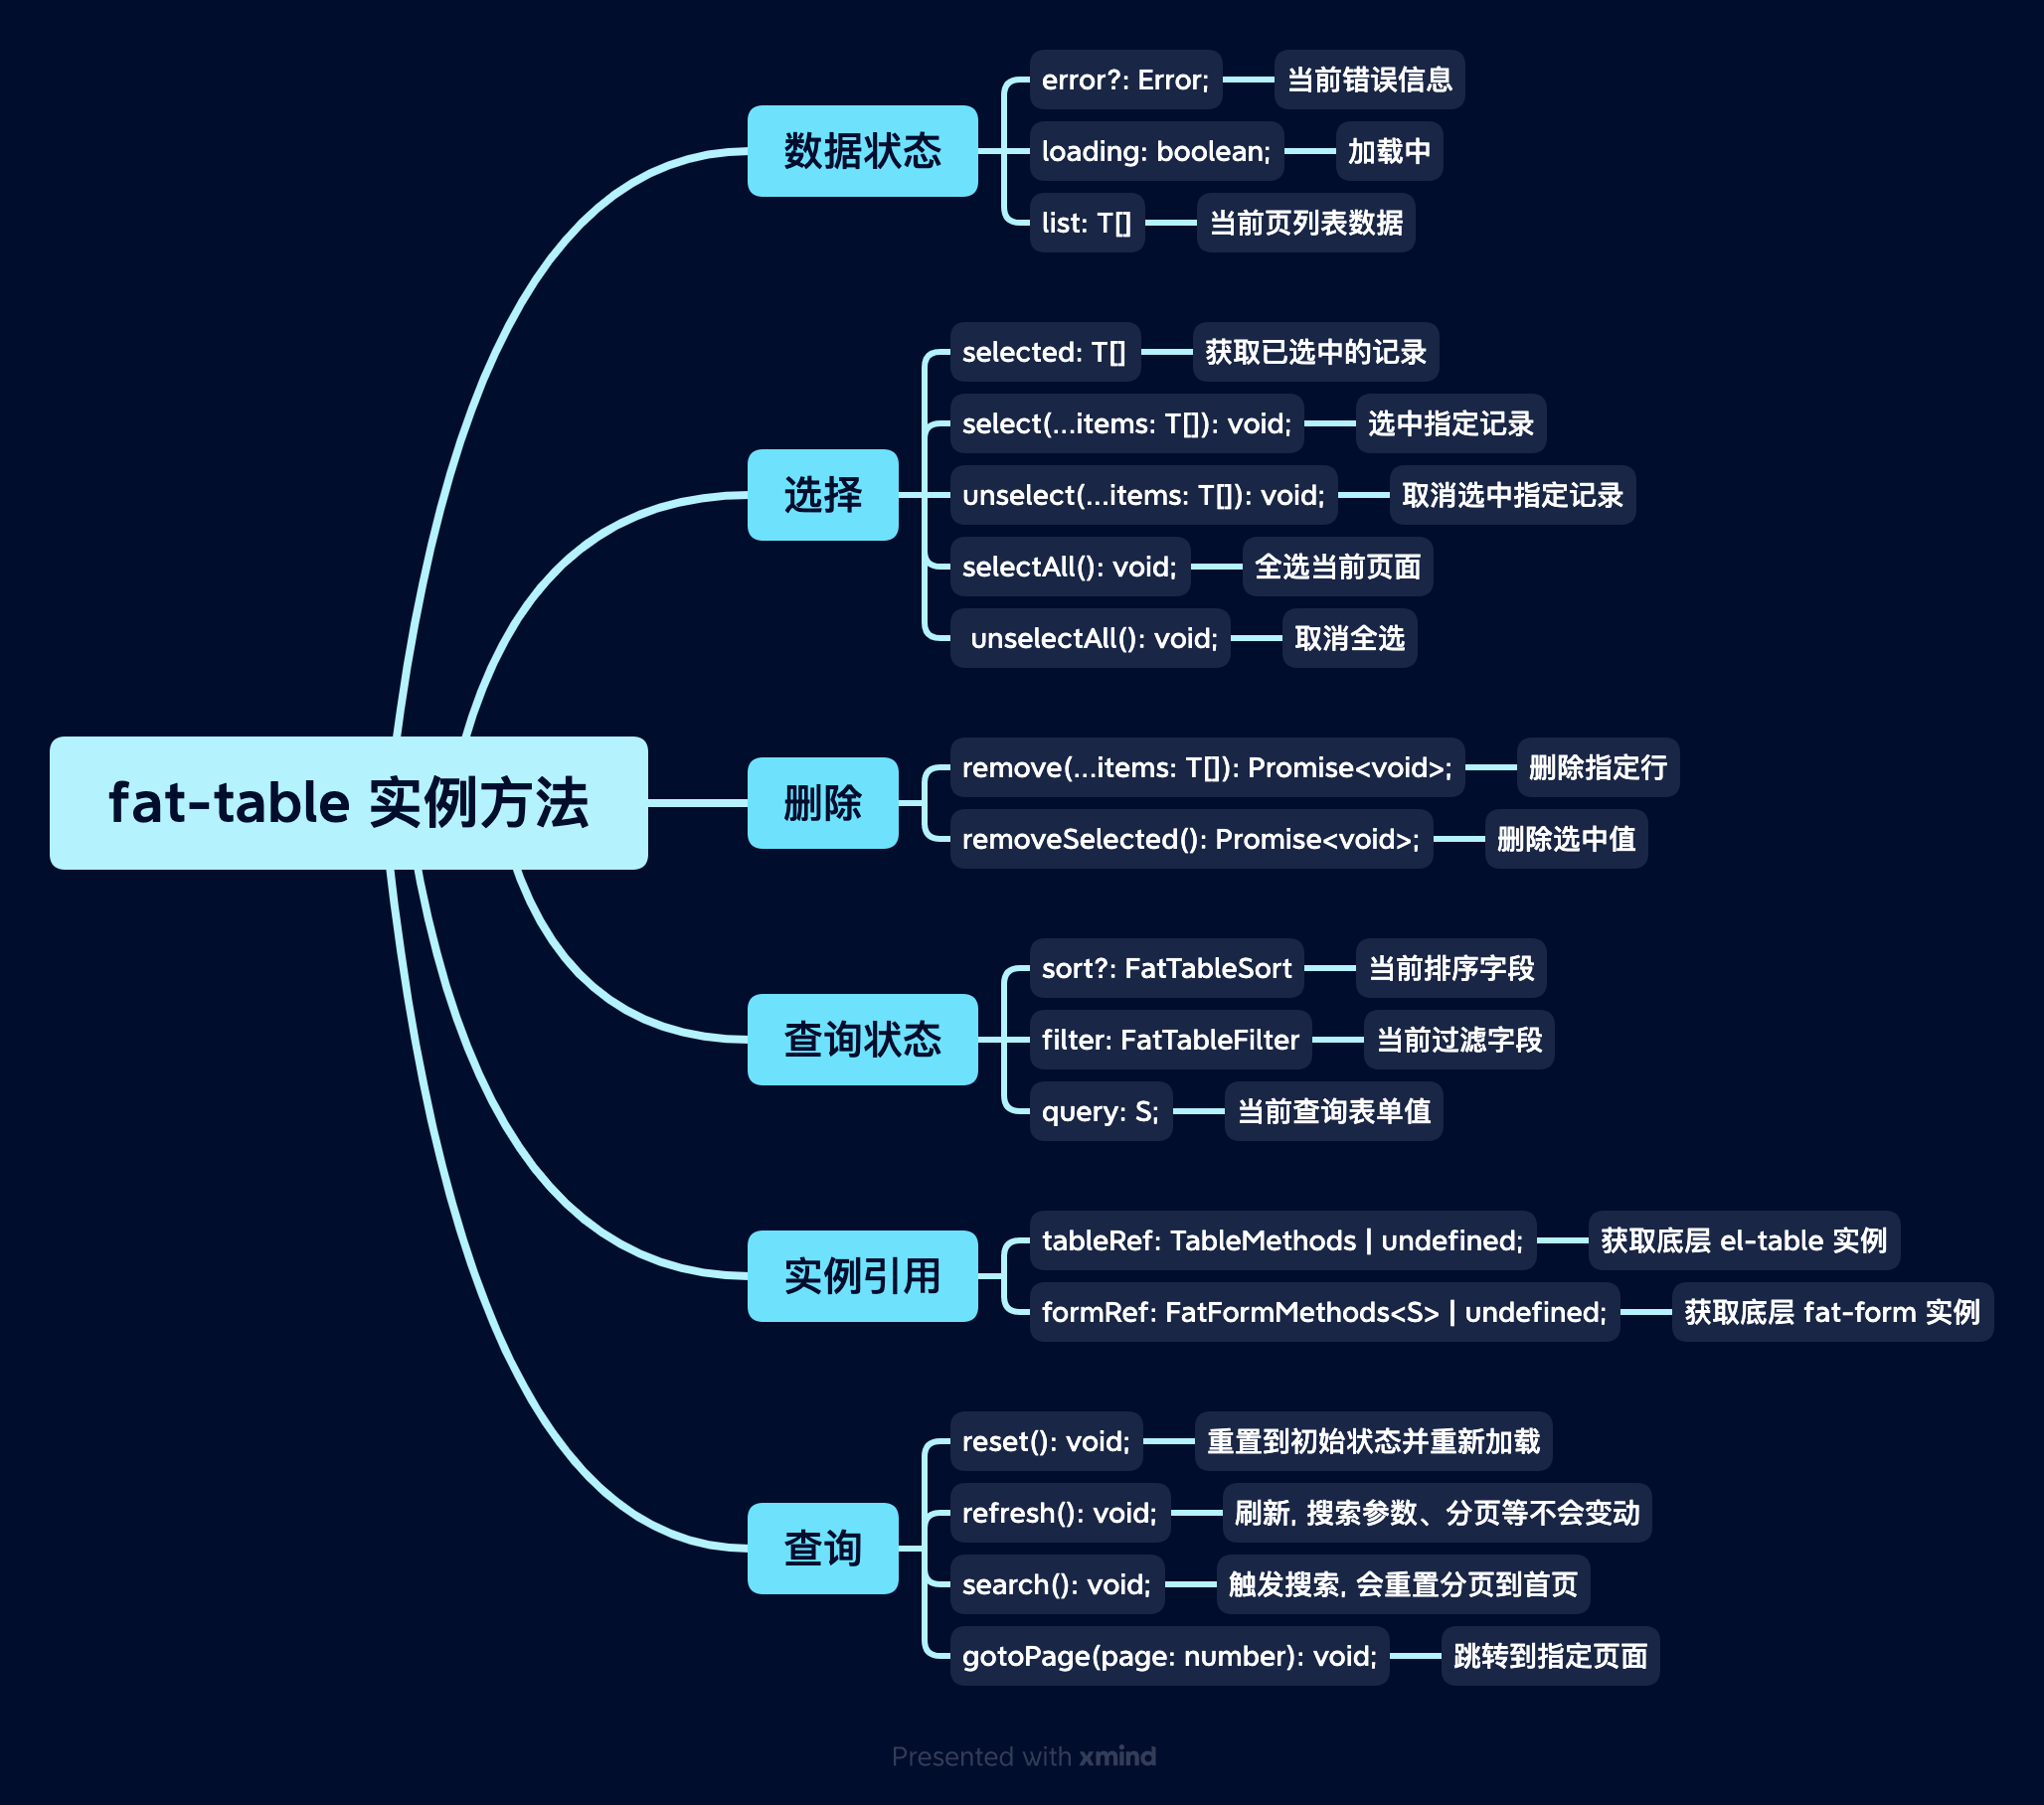 fat-table 实例方法
数据状态
error?: Error;
当前错误信息
loading: boolean;
加载中
list: T[]
当前页列表数据
选择
selected: T[]
获取已选中的记录
select(...items: T[]): void;
选中指定记录
unselect(...items: T[]): void;
取消选中指定记录
selectAll(): void;
全选当前页面
unselectAll(): void;
取消全选
删除
remove(...items: T[]): Promise<void>;
删除指定行
removeSelected(): Promise<void>;
删除选中值
查询状态
sort?: FatTableSort
当前排序字段
filter: FatTableFilter
当前过滤字段
query: S;
当前查询表单值
实例引用
tableRef: TableMethods | undefined;
获取底层 el-table 实例
formRef: FatFormMethods<S> | undefined;
获取底层 fat-form 实例
查询
reset(): void;
重置到初始状态并重新加载
refresh(): void;
刷新, 搜索参数、分页等不会变动
search(): void;
触发搜索, 会重置分页到首页
gotoPage(page: number): void;
跳转到指定页面
Presented with xmind